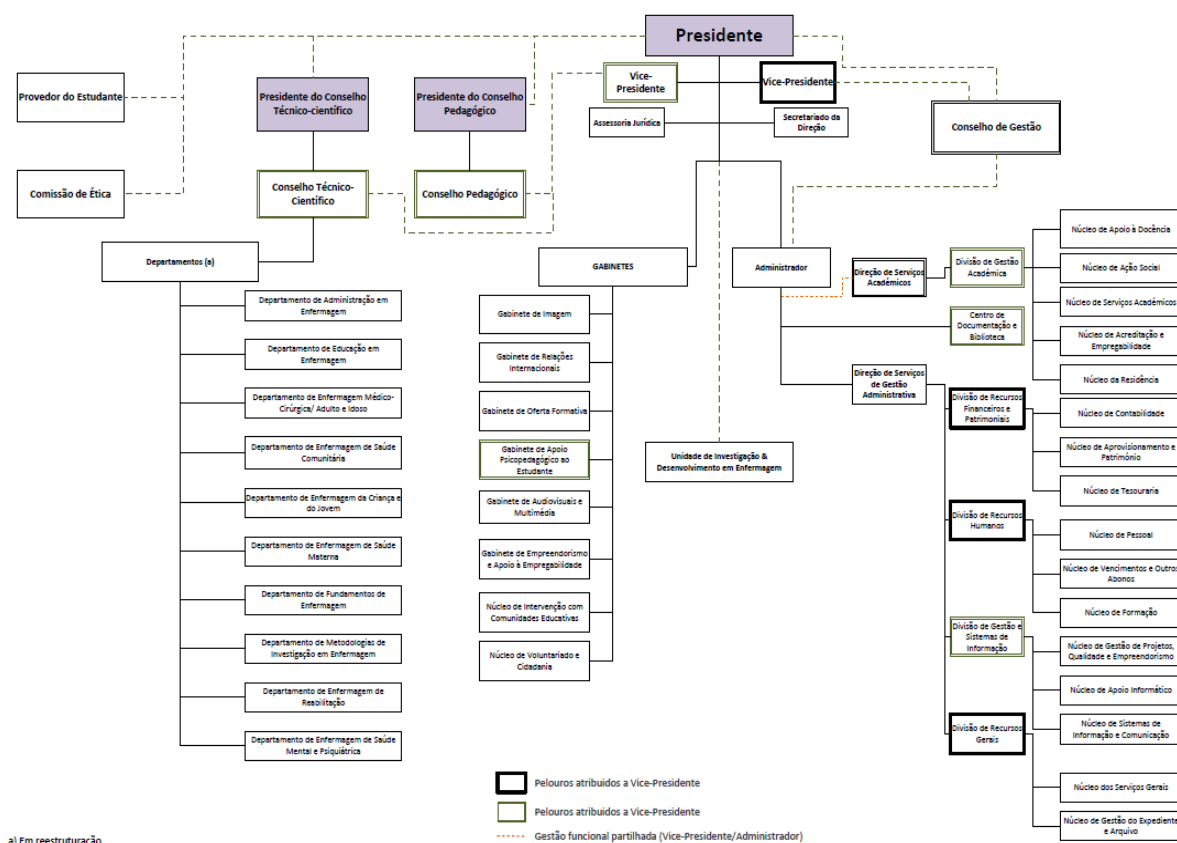 Presidente
Vice-
Presidente
Vice-Presidente
Provedor do Estudante
Presidente do Conselho
Técnico-científico
Presidente do Conselho
Pedagógico
Assessoria Jurídica
Secretariado da
Direção
Conselho de Gestão
Comissão de Ética
Conselho Técnico-
Científico
Conselho Pedagógico
Departamentos (a)
GABINETES
Administrador
Direção de Serviços
Académicos
Divisão de Gestão
Académica
Centro de
Documentação e
Biblioteca
Direção de Serviços
de Gestão
Administrativa
Departamento de Administração em
Enfermagem
Departamento de Educação em
Enfermagem
Departamento de Enfermagem Médico-
Cirúrgica/ Adulto e Idoso
Departamento de Enfermagem de Saúde
Comunitária
Departamento de Enfermagem da Criança e
do Jovem
Departamento de Enfermagem de Saúde
Materna
Departamento de Fundamentos de
Enfermagem
Departamento de Metodologias de
Investigação em Enfermagem
Departamento de Enfermagem de
Reabilitação
Departamento de Enfermagem de Saúde
Mental e Psiquiátrica
Gabinete de Imagem
Gabinete de Relações
Internacionais
Gabinete de Oferta Formativa
Gabinete de Apoio
Psicopedagógico ao
Estudante
Gabinete de Audiovisuais e
Multimédia
Gabinete de Empreendorismo
e Apoio à Empregabilidade
Núcleo de Intervenção com
Comunidades Educativas
Núcleo de Voluntariado e
Cidadania
Unidade de Investigação &
Desenvolvimento em Enfermagem
Núcleo de Apoio à Docência
Núcleo de Ação Social
Núcleo de Serviços Académicos
Núcleo de Acreditação e
Empregabilidade
Núcleo da Residência
Divisão de Recursos
Financeiros e
Patrimoniais
Núcleo de Contabilidade
Núcleo de Aprovisionamento e
Património
Núcleo de Tesouraria
Divisão de Recursos
Humanos
Núcleo de Pessoal
Núcleo de Vencimentos e Outros
Abonos
Núcleo de Formação
Divisão de Gestão e
Sistemas de
Informação
Núcleo de Gestão de Projetos,
Qualidade e Empreendorismo
Núcleo de Apoio Informático
Núcleo de Sistemas de
Informação e Comunicação
Divisão de Recursos
Gerais
Núcleo dos Serviços Gerais
Núcleo de Gestão do Expediente
e Arquivo
Pelouros atribuidos a Vice-Presidente
Pelouros atribuidos a Vice-Presidente
Gestão funcional partilhada (Vice-Presidente/Administrador)
a) Em reestruturação